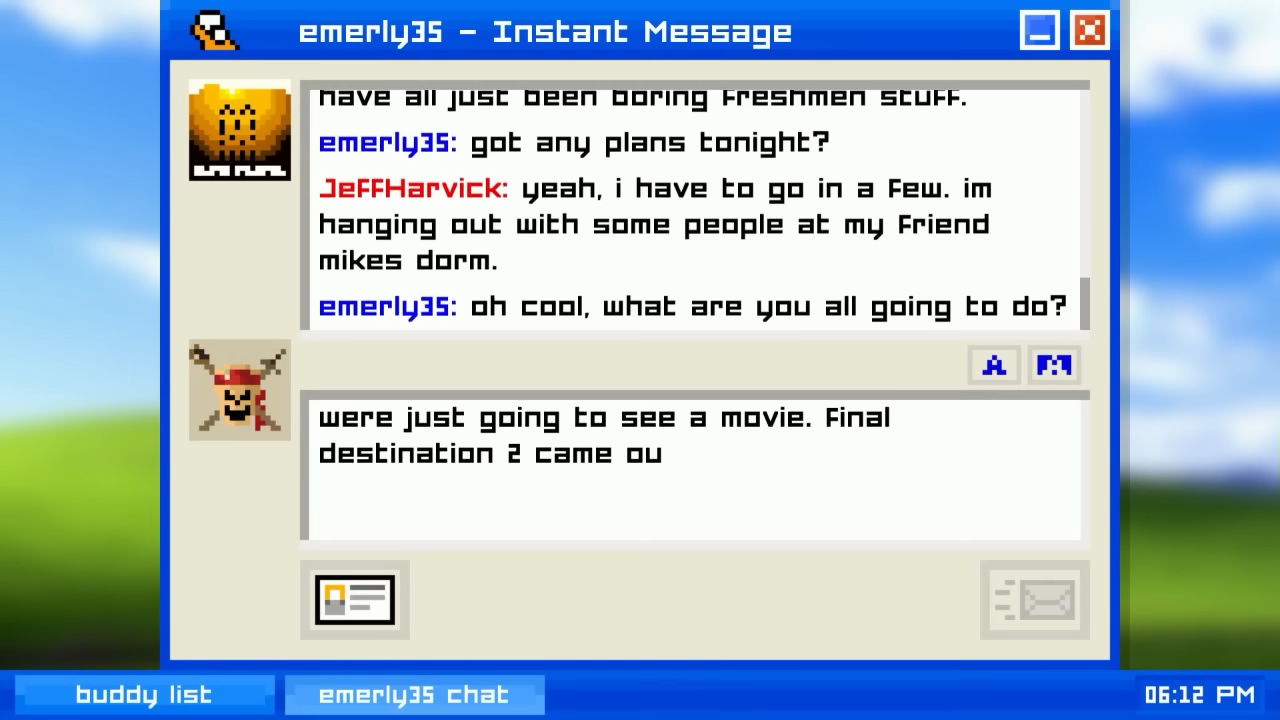 emerly35 - Instant Message
have all just been boring freshmen stuff.
emerly35: got any plans tonight?
JeffHarvick: yeah, i have to go in a few. im
hanging out with some people at my friend
mikes dorm.
emerly35: oh cool, what are you all going to do?
A
were just going to see a movie. Final
destination 2 came ou
buddy list
emerly35 chat
06:12 PM